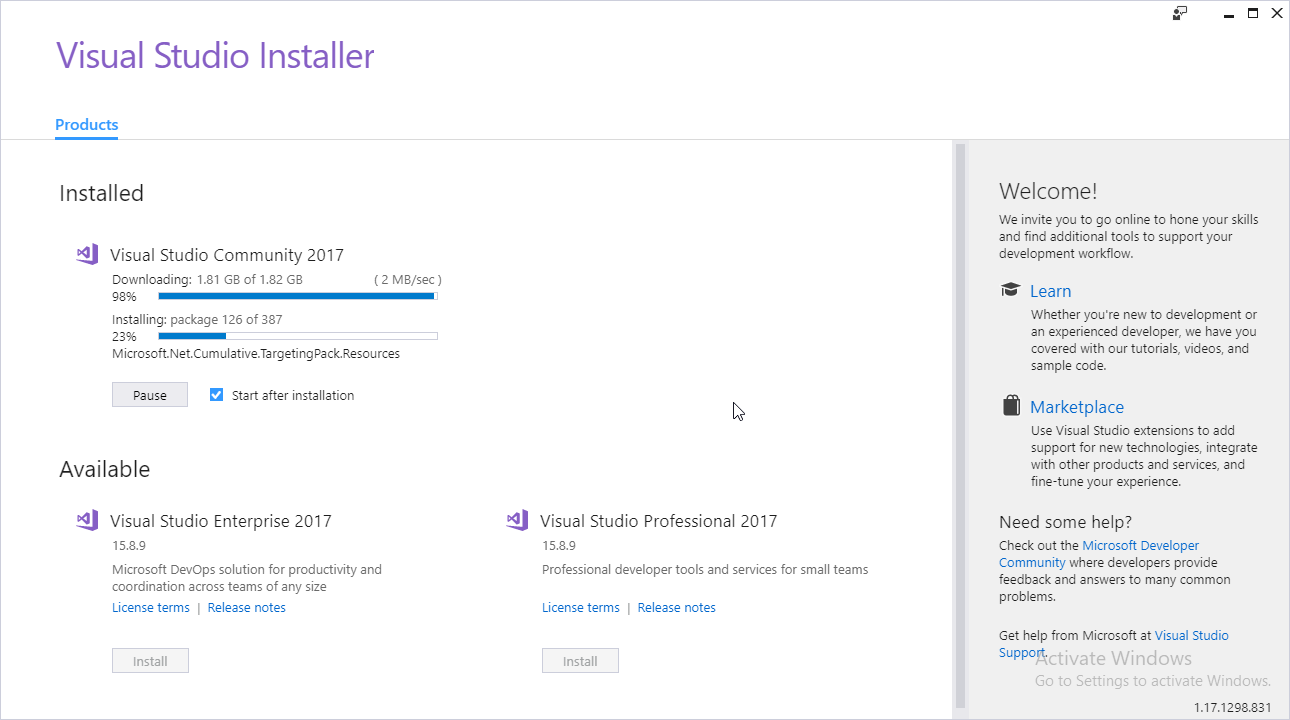 Visual Studio Installer
Products
Installed
Visual Studio Community 2017
Downloading: 1.81 GB of 1.82 GB ( 2 MB/sec )
98%
Installing: package 126 of 387
23%
Microsoft.Net.Cumulative.TargetingPack.Resources
Pause
Start after installation
Available
Visual Studio Enterprise 2017
15.8.9
Microsoft DevOps solution for productivity and
coordination across teams of any size
License terms | Release notes
Install
Visual Studio Professional 2017
15.8.9
Professional developer tools and services for small teams
License terms | Release notes
Install
Welcome!
We invite you to go online to hone your skills
and find additional tools to support your
development workflow.
Learn
Whether you're new to development or
an experienced developer, we have you
covered with our tutorials, videos, and
sample code.
Marketplace
Use Visual Studio extensions to add
support for new technologies, integrate
with other products and services, and
fine-tune your experience.
Need some help?
Check out the Microsoft Developer
Community where developers provide
feedback and answers to many common
problems.
Get help from Microsoft at Visual Studio
Support.
Activate Windows
Go to Settings to activate Windows.
1.17.1298.831